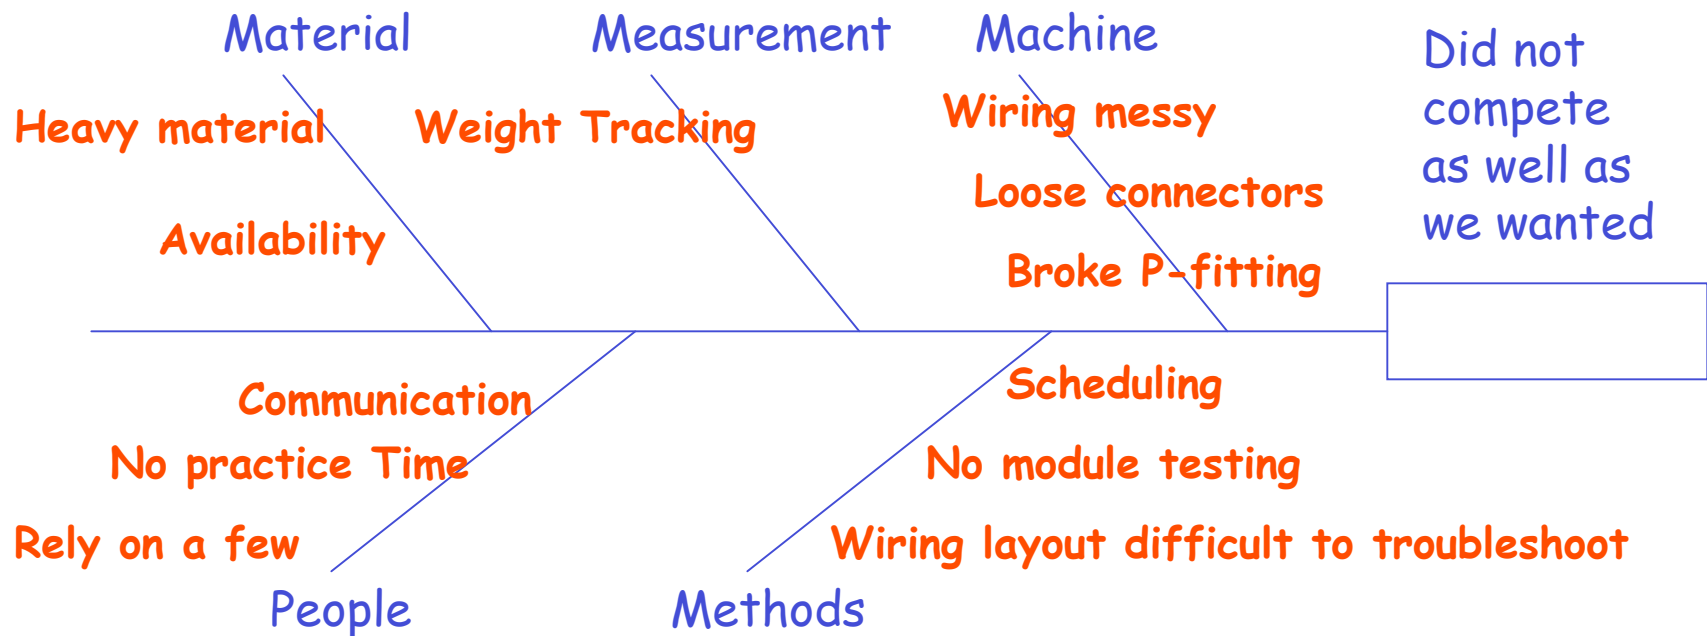 Material
Measurement
Machine
Did not
compete
as well as
we wanted
Heavy material
Availability
Weight Tracking
Wiring messy
Loose connectors
Broke P-fitting
Communication
No practice Time
Rely on a few
People
Scheduling
No module testing
Wiring layout difficult to troubleshoot
Methods